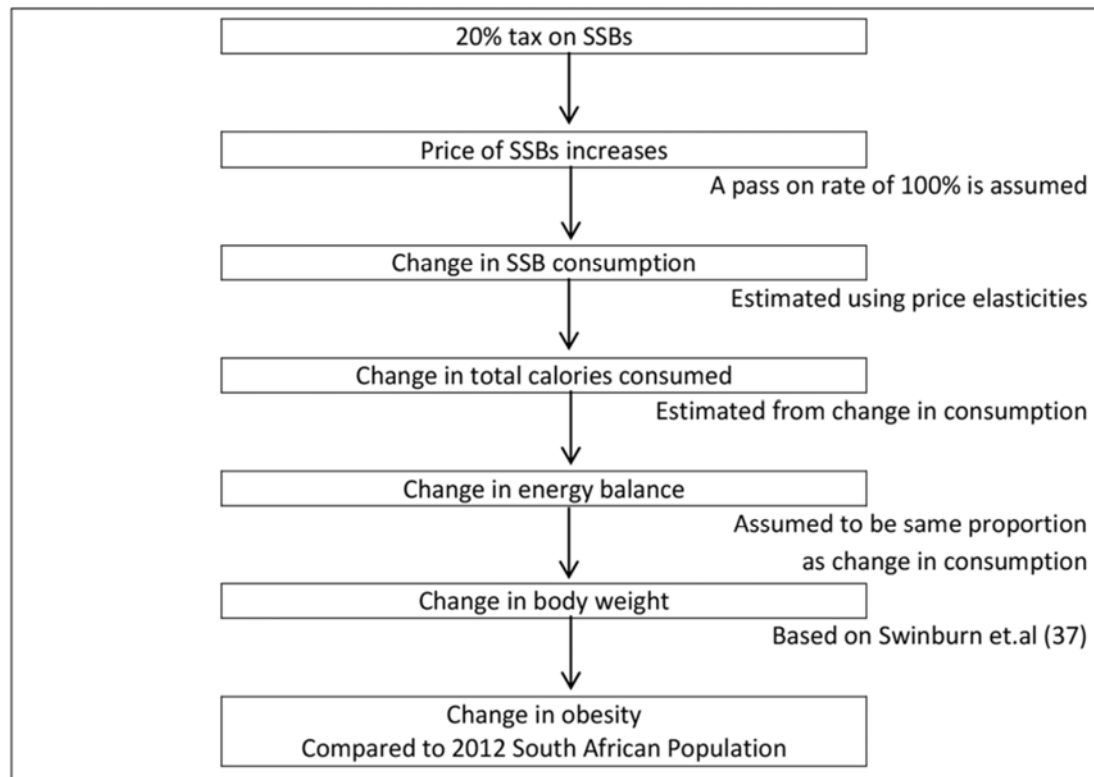 20% tax on SSBs
Price of SSBs increases
A pass on rate of 100% is assumed
Change in SSB consumption
Estimated using price elasticities
Change in total calories consumed
Estimated from change in consumption
Change in energy balance
Assumed to be same proportion
as change in consumption
Change in body weight
Based on Swinburn et.al (37)
Change in obesity
Compared to 2012 South African Population